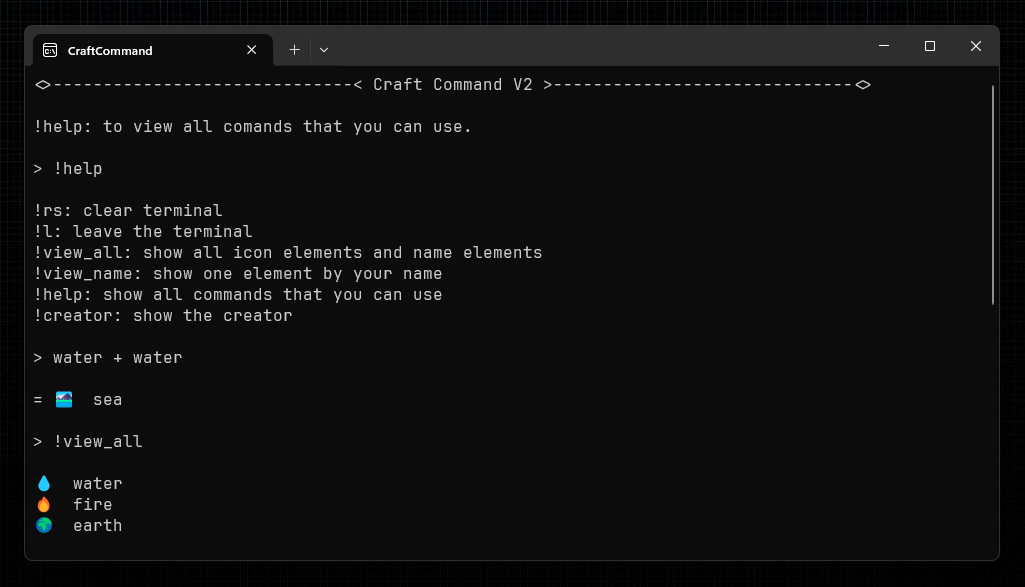 CraftCommand
<>------------------------------< Craft Command V2 >------------------------------<>
!help: to view all comands that you can use.
> !help
!rs: clear terminal
!l: leave the terminal
!view_all: show all icon elements and name elements
!view_name: show one element by your name
!help: show all commands that you can use
!creator: show the creator
> water + water
= 🏞️ sea
> !view_all
💧 water
🔥 fire
🌍 earth